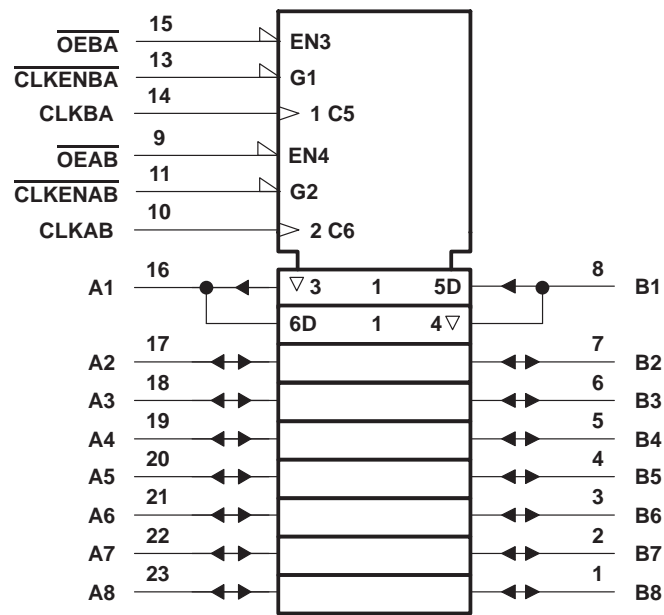 15
OEBA EN3
13
CLKENBA G1
14
CLKBA 1 C5
9
OEAB EN4
11
CLKENAB G2
10
CLKAB 2 C6
16 8
A1 ▽ 3 1 5D B1
6D 1 4 ▽
17 7
A2 B2
18 6
A3 B3
19 5
A4 B4
20 4
A5 B5
21 3
A6 B6
22 2
A7 B7
23 1
A8 B8